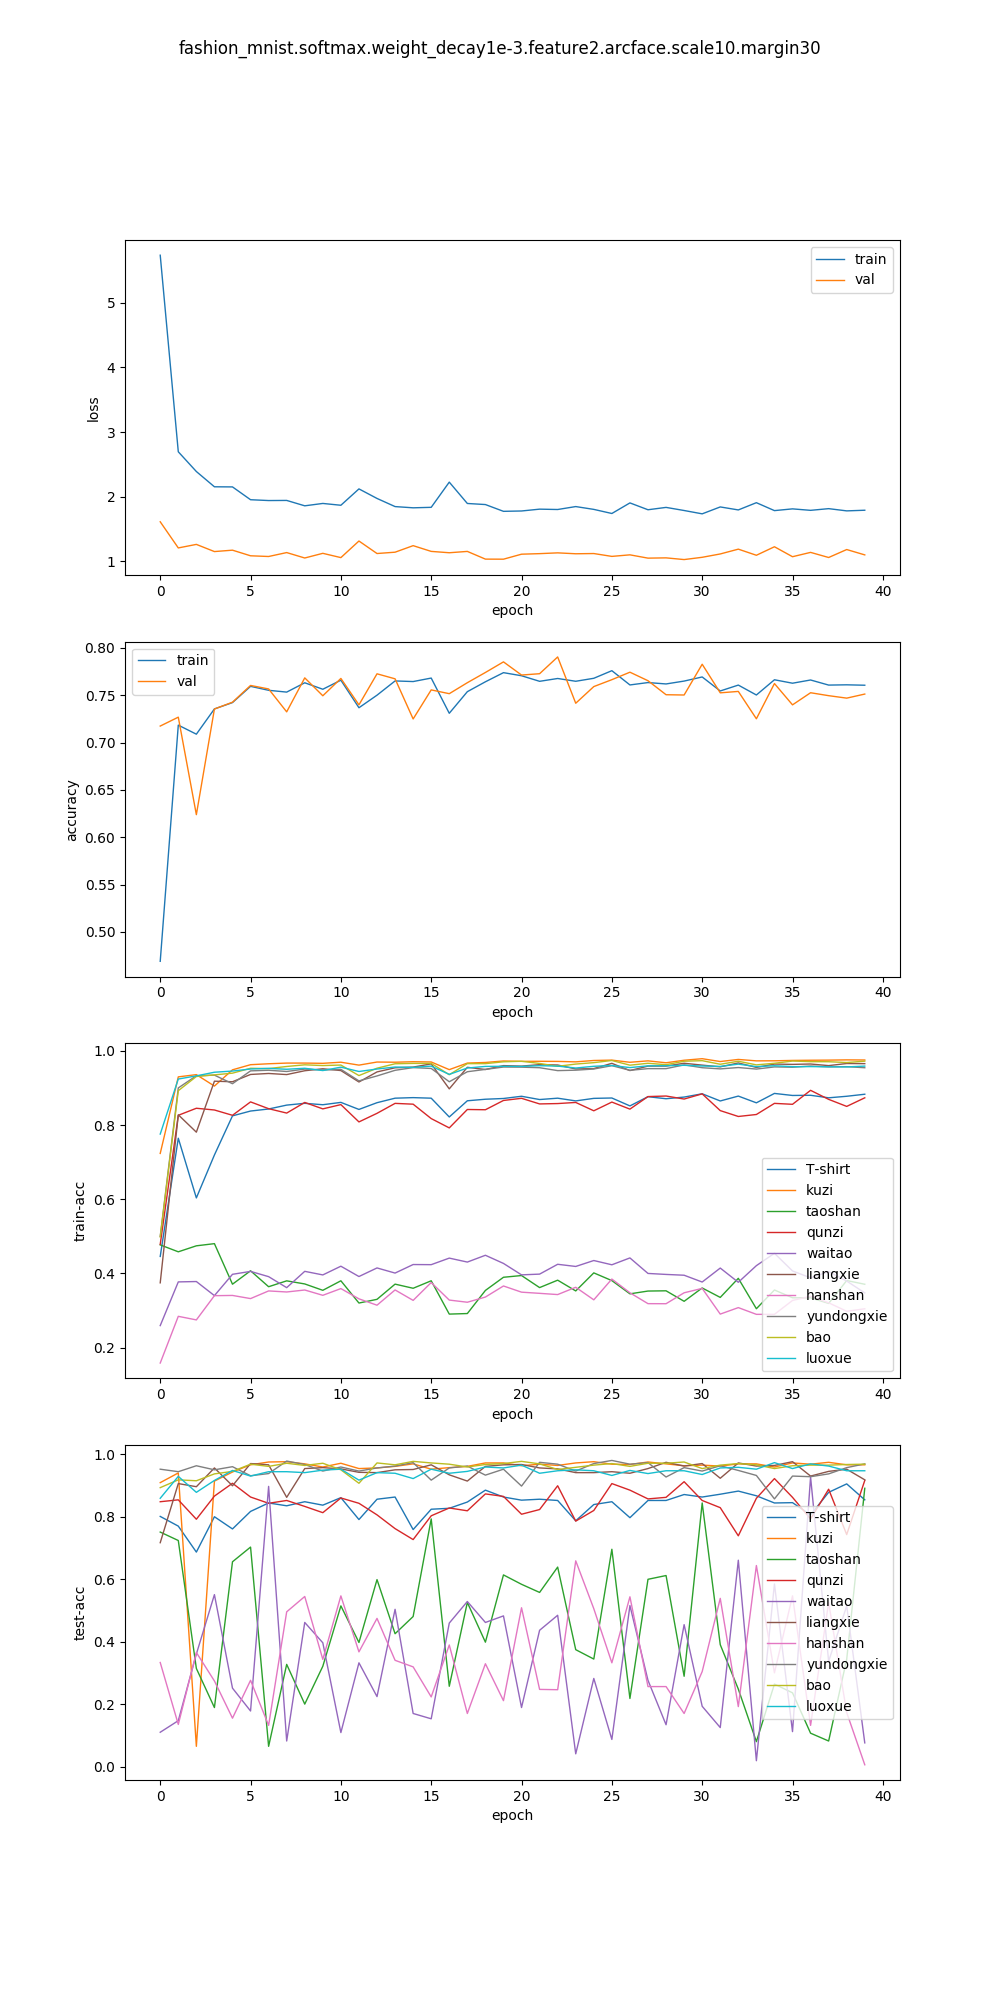 fashion_mnist.softmax.weight_decay1e-3.feature2.arcface.scale10.margin30
train
val
5
4
3
2
1
loss
0 5 10 15 20 25 30 35 40
epoch
train
val
0.80
0.75
0.70
0.65
0.60
0.55
0.50
accuracy
0 5 10 15 20 25 30 35 40
epoch
1.0
0.8
0.6
0.4
0.2
train-acc
T-shirt
kuzi
taoshan
qunzi
waitao
liangxie
hanshan
yundongxie
bao
luoxue
0 5 10 15 20 25 30 35 40
epoch
1.0
0.8
0.6
0.4
0.2
0.0
test-acc
T-shirt
kuzi
taoshan
qunzi
waitao
liangxie
hanshan
yundongxie
bao
luoxue
0 5 10 15 20 25 30 35 40
epoch